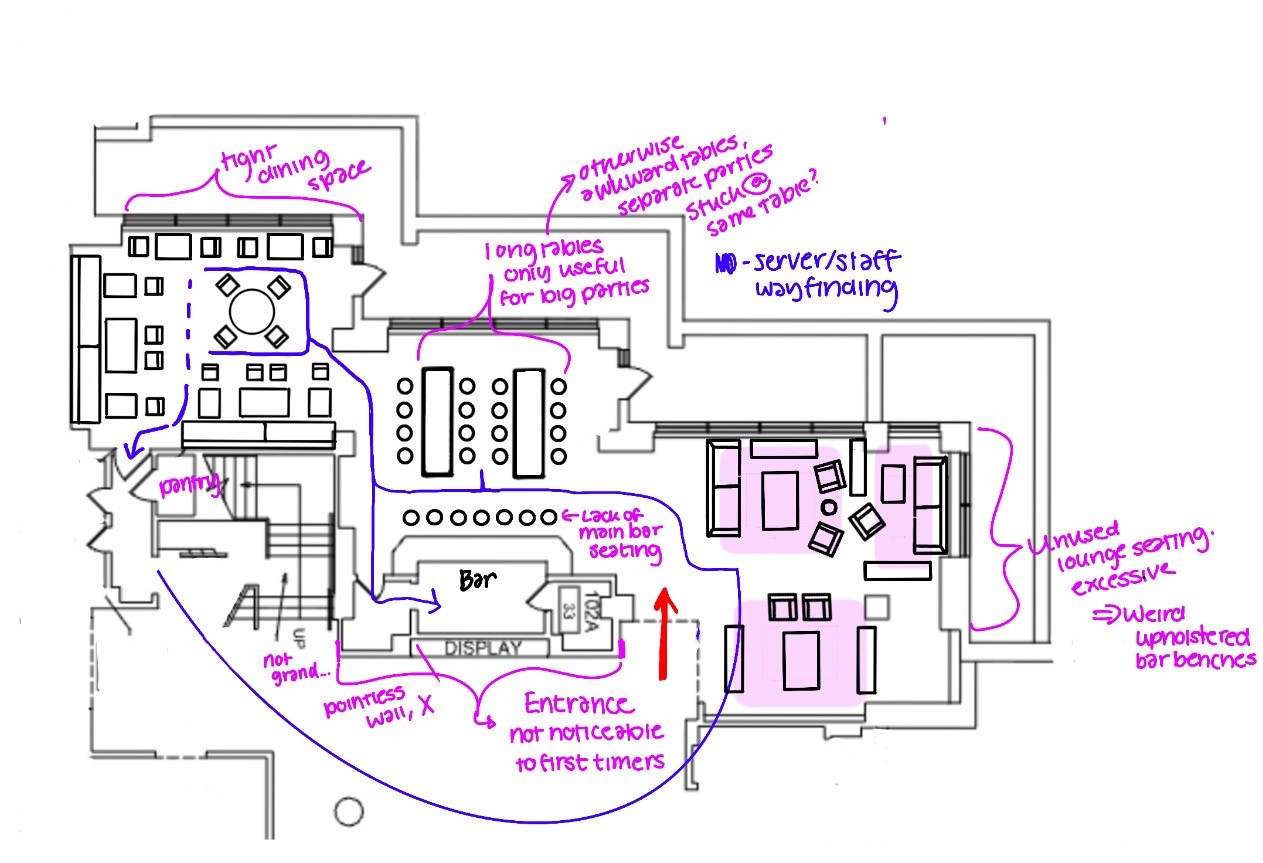 tight
dining
space
otherwise
awkward tables,
separate parties
stuck @
same table?
long tables
only useful
for big parties
- server/staff
wayfinding
pantry
← Lack of
main bar
seating
Bar
102A
33
DISPLAY
UP
not
grand...
pointless
wall, X
Entrance
not noticeable
to first timers
Unused
lounge seating.
excessive
⇒ Weird
upholstered
bar benches